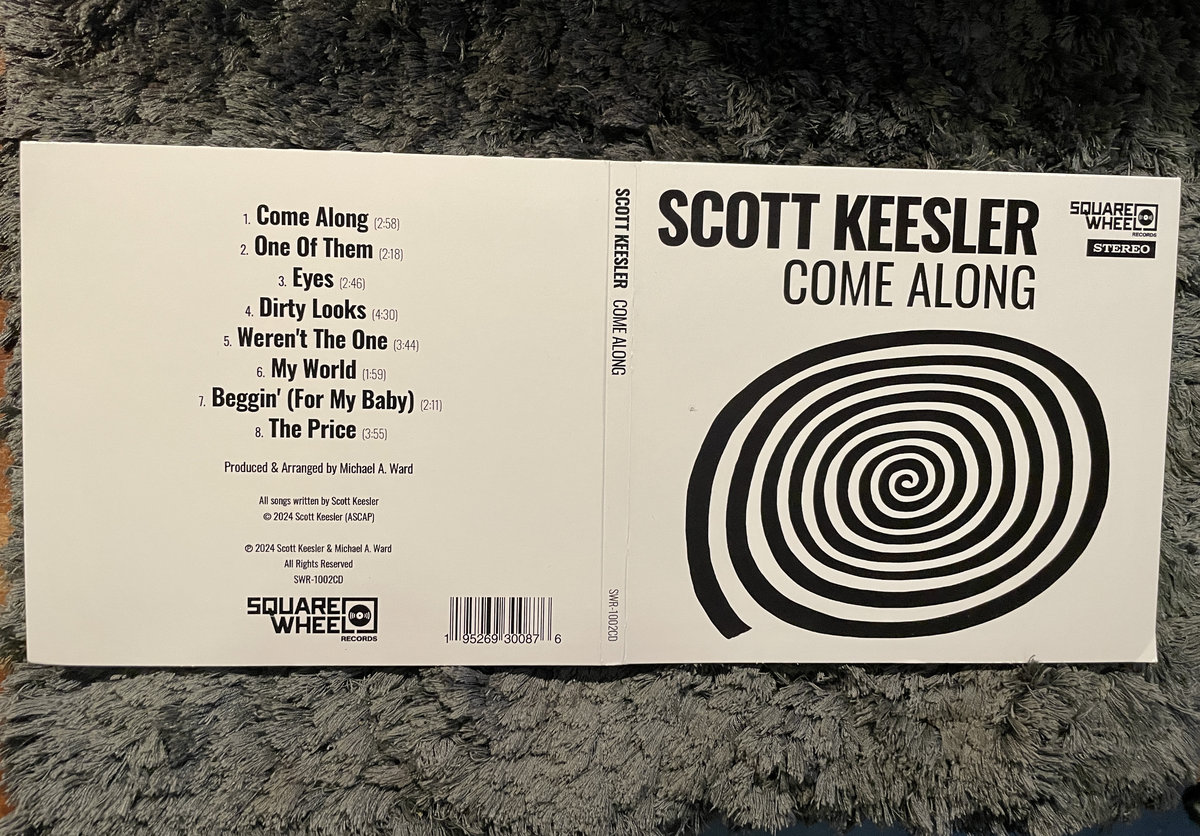 1. Come Along (2:58)
2. One Of Them (2:18)
3. Eyes (2:46)
4. Dirty Looks (4:30)
5. Weren't The One (3:44)
6. My World (1:59)
7. Beggin' (For My Baby) (2:11)
8. The Price (3:55)
Produced & Arranged by Michael A. Ward
All songs written by Scott Keesler
© 2024 Scott Keesler (ASCAP)
℗ 2024 Scott Keesler & Michael A. Ward
All Rights Reserved
SWR-1002CD
SQUARE
WHEEL
RECORDS
1 95269 30087 6
SCOTT KEESLER COME ALONG
SWR-1002CD
SCOTT KEESLER
COME ALONG
SQUARE
WHEEL
RECORDS
STEREO